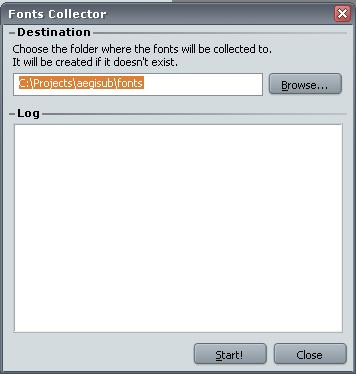 Fonts Collector
Destination
Choose the folder where the fonts will be collected to.
It will be created if it doesn't exist.
C:\Projects\aegisub\fonts
Browse...
Log
Start!
Close